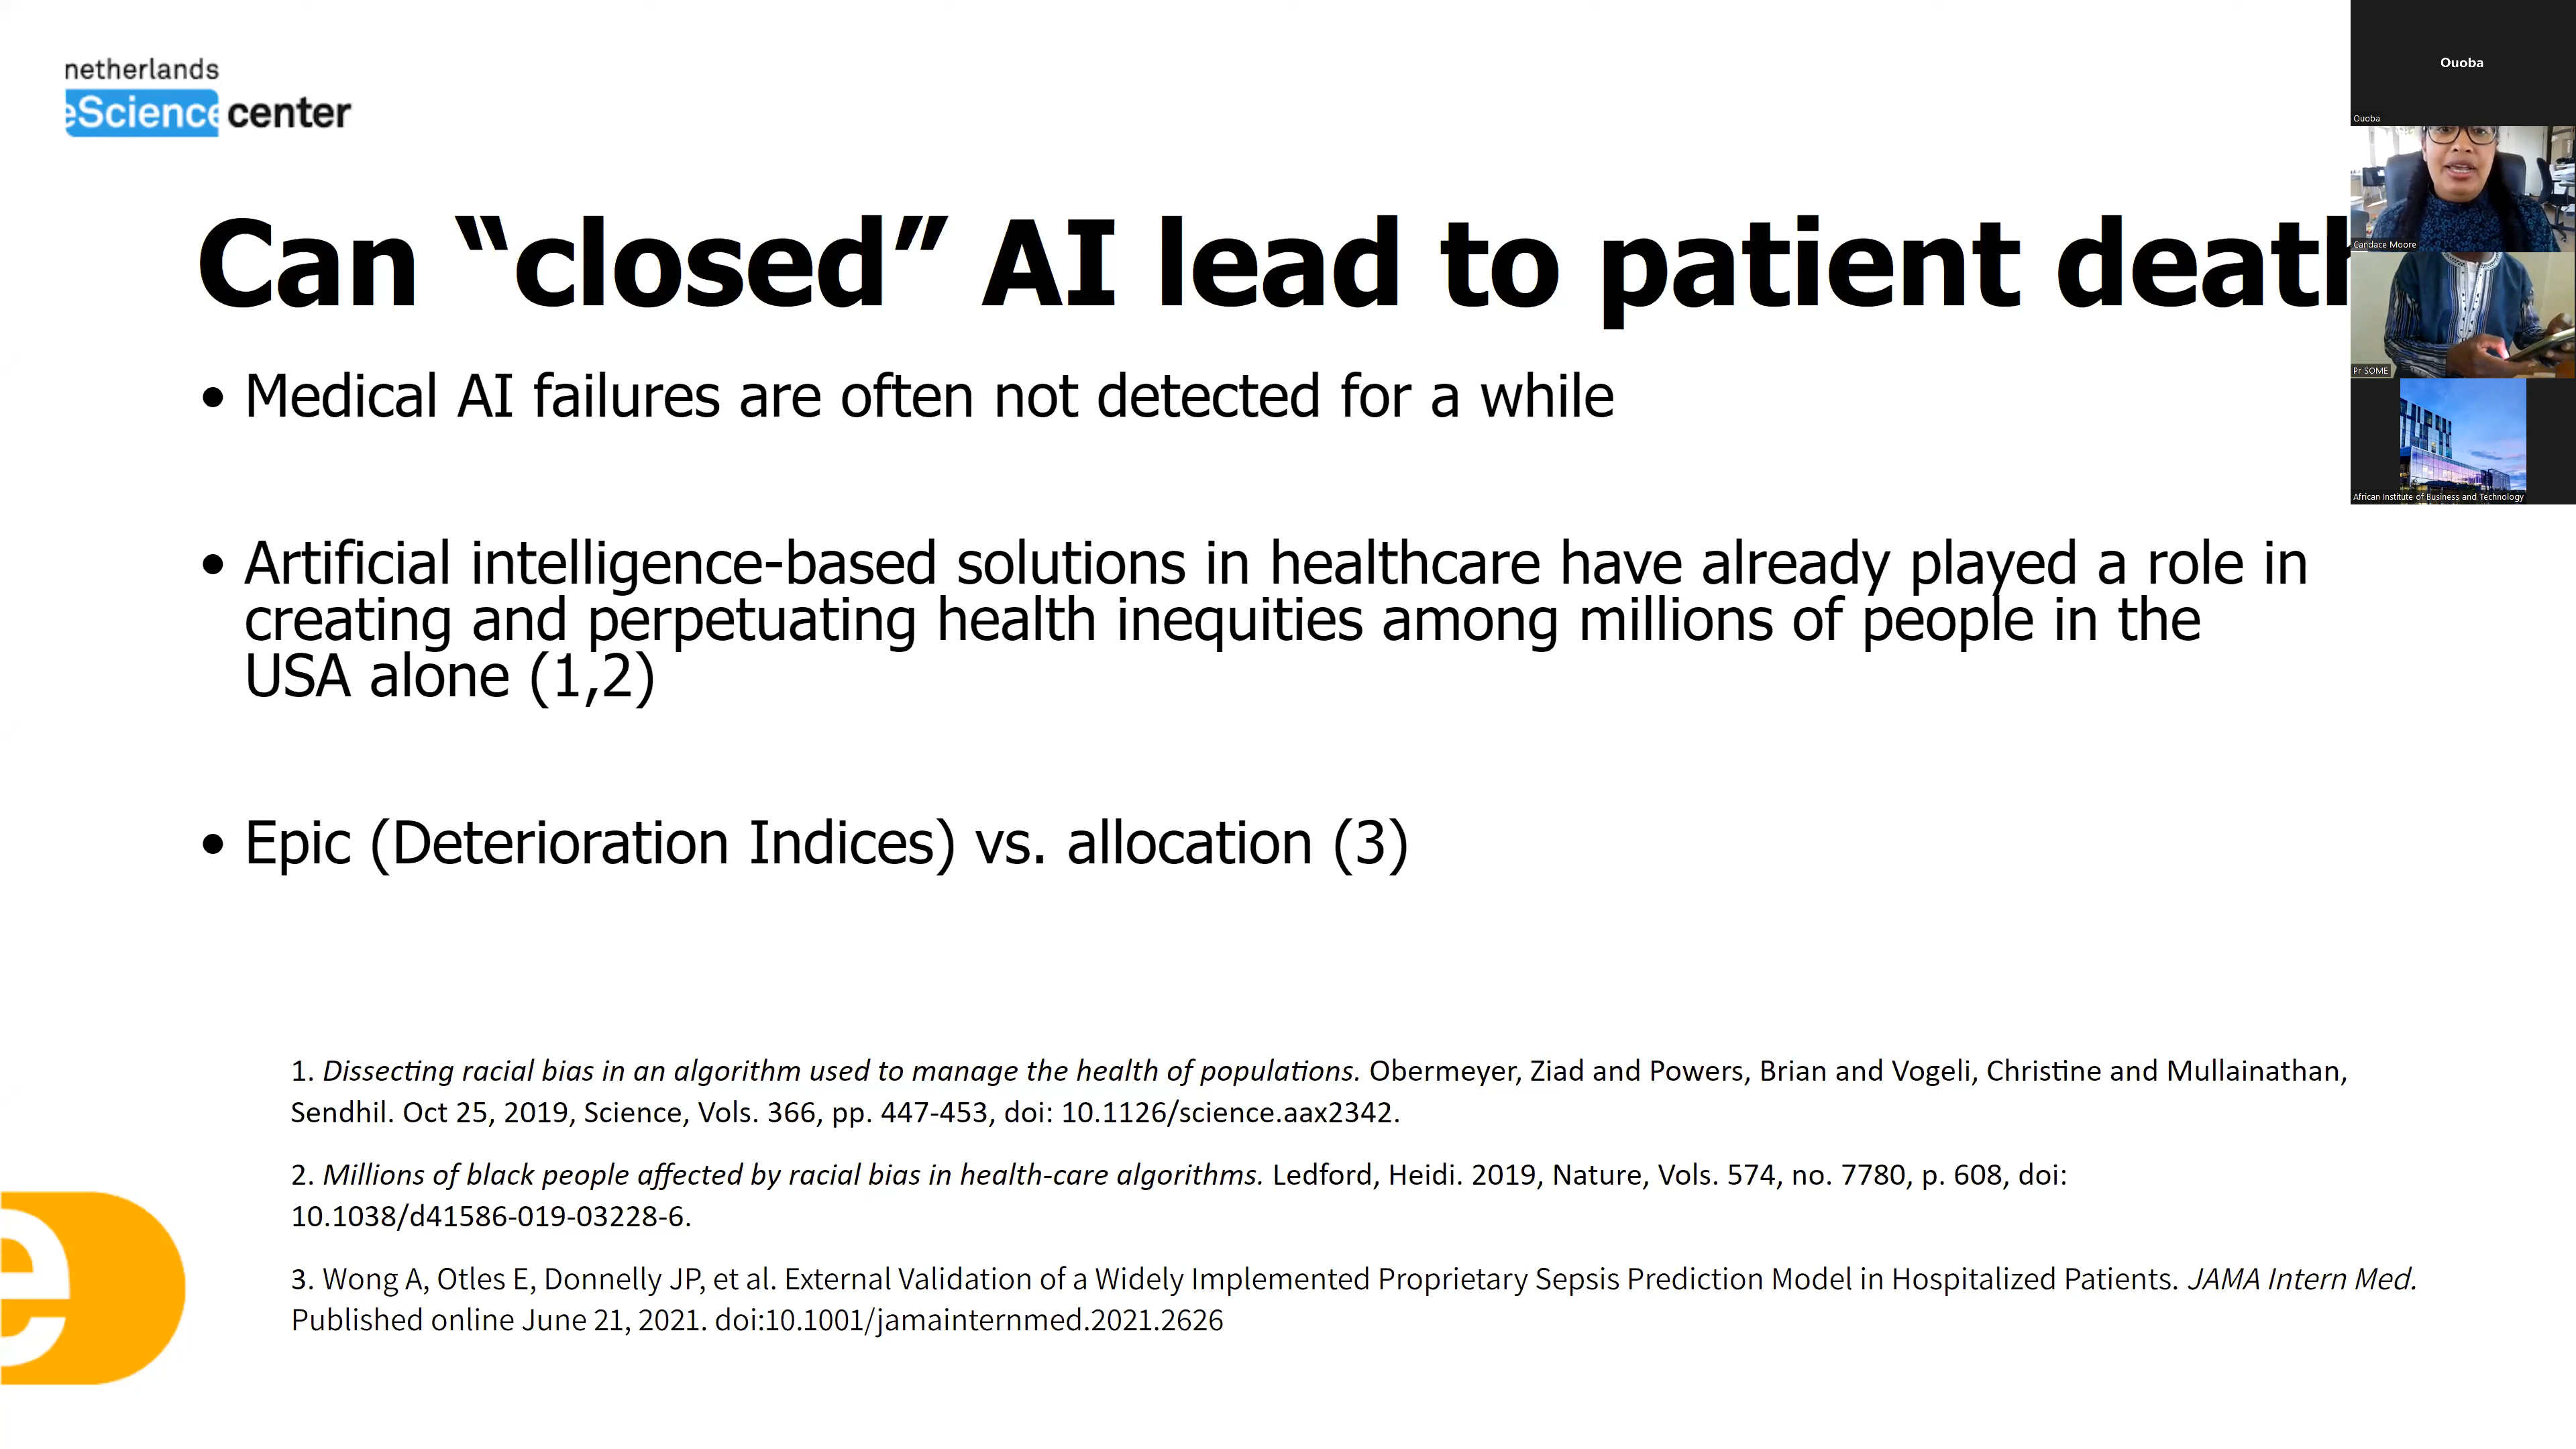 netherlands
eScience center
Can “closed” AI lead to patient death
• Medical AI failures are often not detected for a while
• Artificial intelligence-based solutions in healthcare have already played a role in
creating and perpetuating health inequities among millions of people in the
USA alone (1,2)
• Epic (Deterioration Indices) vs. allocation (3)
1. Dissecting racial bias in an algorithm used to manage the health of populations. Obermeyer, Ziad and Powers, Brian and Vogeli, Christine and Mullainathan,
Sendhil. Oct 25, 2019, Science, Vols. 366, pp. 447-453, doi: 10.1126/science.aax2342.
2. Millions of black people affected by racial bias in health-care algorithms. Ledford, Heidi. 2019, Nature, Vols. 574, no. 7780, p. 608, doi:
10.1038/d41586-019-03228-6.
3. Wong A, Otles E, Donnelly JP, et al. External Validation of a Widely Implemented Proprietary Sepsis Prediction Model in Hospitalized Patients. JAMA Intern Med.
Published online June 21, 2021. doi:10.1001/jamainternmed.2021.2626
e
Ouoba
Ouoba
Candace Moore
Pr SOME
African Institute of Business and Technology